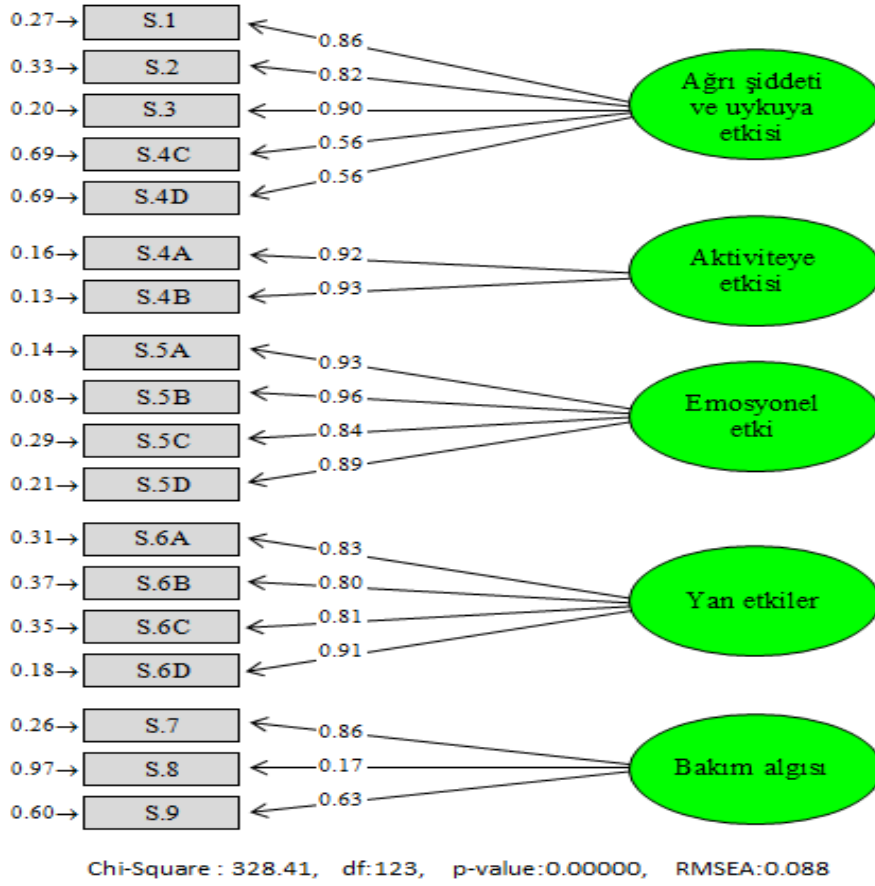 0.27→ S.1 0.86
0.33→ S.2 0.82
0.20→ S.3 0.90
0.69→ S.4C 0.56
0.69→ S.4D 0.56
Ağrı şiddeti
ve uykuya
etkisi
0.16→ S.4A 0.92
0.13→ S.4B 0.93
Aktiviteye
etkisi
0.14→ S.5A 0.93
0.08→ S.5B 0.96
0.29→ S.5C 0.84
0.21→ S.5D 0.89
Emosyonel
etki
0.31→ S.6A 0.83
0.37→ S.6B 0.80
0.35→ S.6C 0.81
0.18→ S.6D 0.91
Yan etkiler
0.26→ S.7 0.86
0.97→ S.8 0.17
0.60→ S.9 0.63
Bakım algısı
Chi-Square : 328.41, df:123, p-value:0.00000, RMSEA:0.088